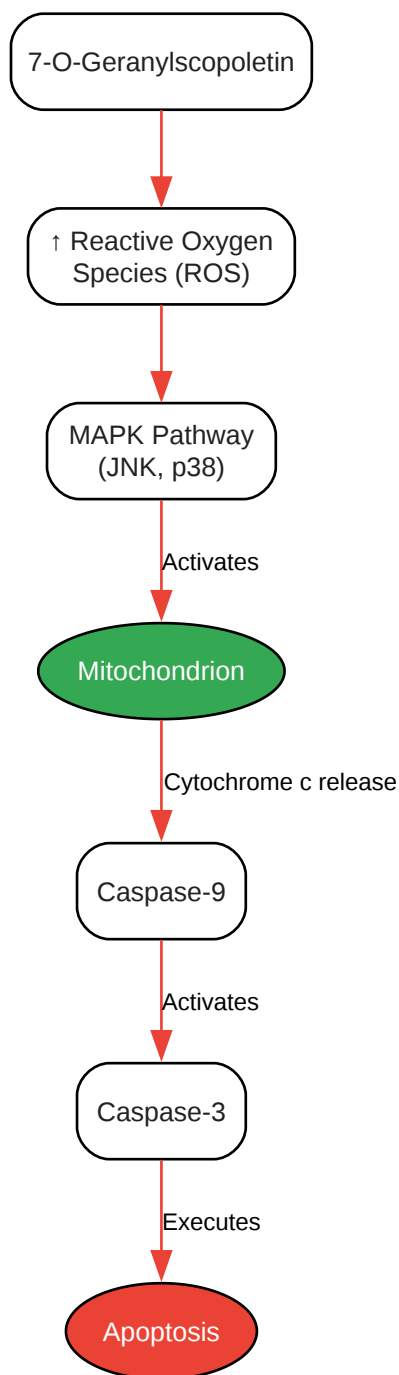 7-O-Geranylscopoletin
↑ Reactive Oxygen
Species (ROS)
MAPK Pathway
(JNK, p38)
Activates
Mitochondrion
Cytochrome c release
Caspase-9
Activates
Caspase-3
Executes
Apoptosis